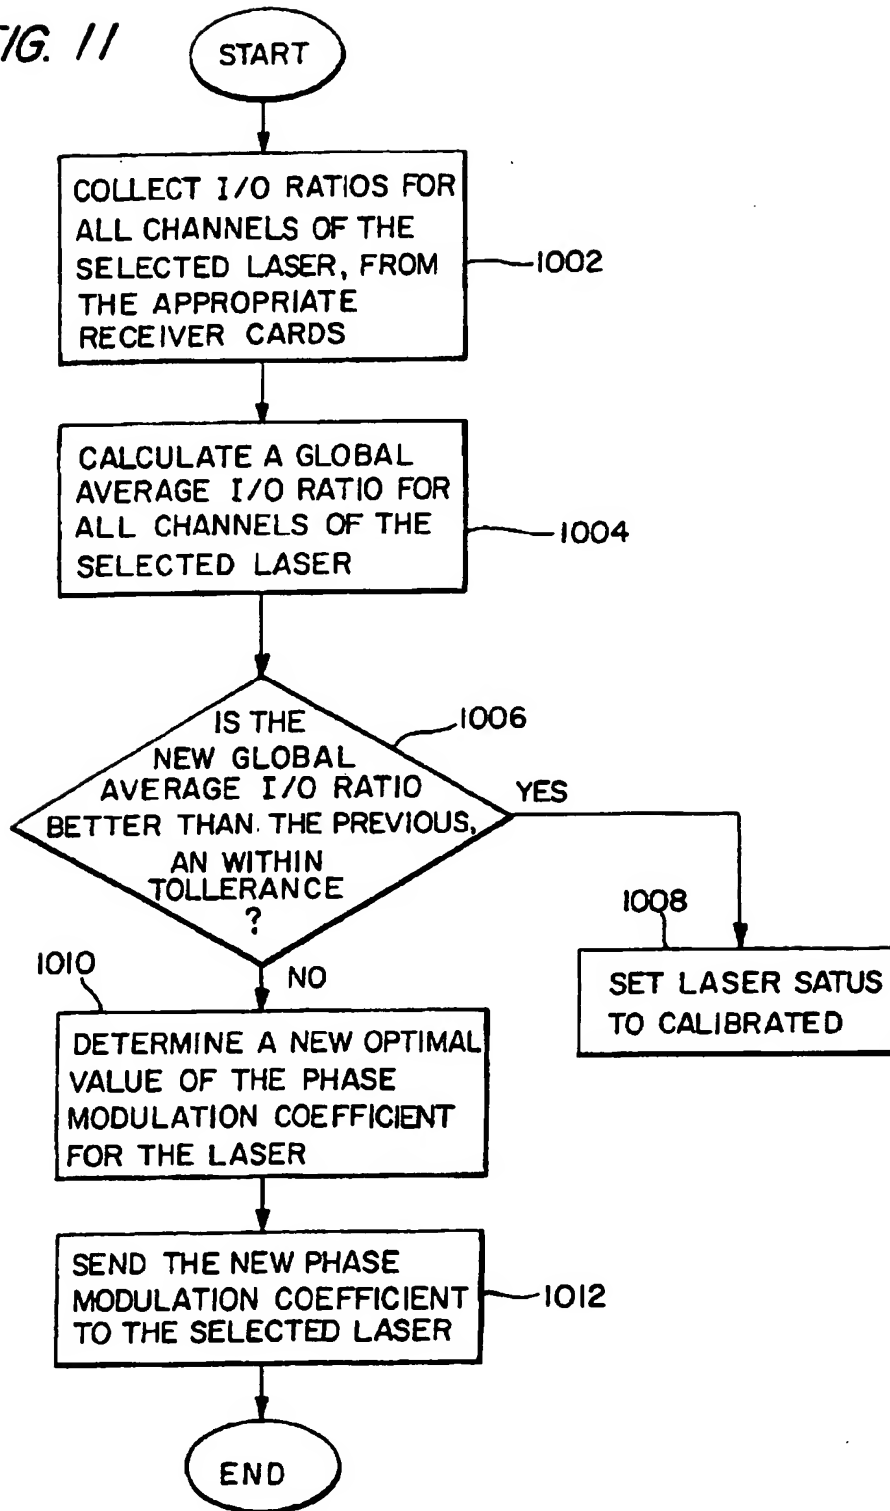 FIG. 11
START
COLLECT I/O RATIOS FOR
ALL CHANNELS OF THE
SELECTED LASER, FROM
THE APPROPRIATE
RECEIVER CARDS
1002
CALCULATE A GLOBAL
AVERAGE I/O RATIO FOR
ALL CHANNELS OF THE
SELECTED LASER
1004
IS THE
NEW GLOBAL
AVERAGE I/O RATIO
BETTER THAN THE PREVIOUS,
AN WITHIN
TOLLERANCE
?
1006
YES
1008
SET LASER SATUS
TO CALIBRATED
NO
1010
DETERMINE A NEW OPTIMAL
VALUE OF THE PHASE
MODULATION COEFFICIENT
FOR THE LASER
SEND THE NEW PHASE
MODULATION COEFFICIENT
TO THE SELECTED LASER
1012
END